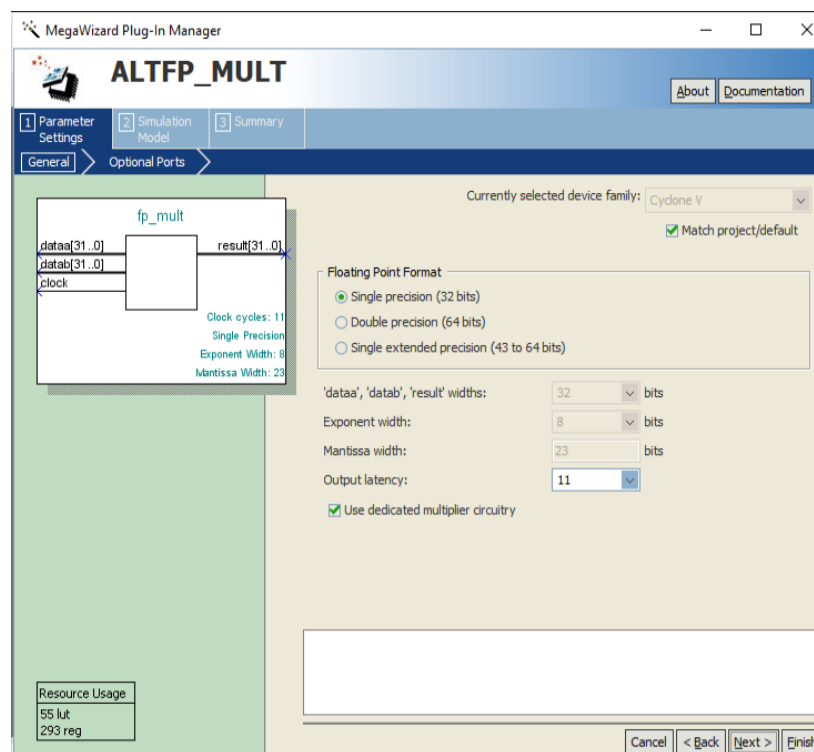 MegaWizard Plug-In Manager
ALTFP_MULT
About Documentation
1 Parameter Settings
2 Simulation Model
3 Summary
General Optional Ports
Currently selected device family: Cyclone V
Match project/default
fp_mult
dataa[31..0] result[31..0]
datab[31..0]
clock
Clock cycles: 11
Single Precision
Exponent Width: 8
Mantissa Width: 23
Floating Point Format
Single precision (32 bits)
Double precision (64 bits)
Single extended precision (43 to 64 bits)
'dataa', 'datab', 'result' widths: 32 bits
Exponent width: 8 bits
Mantissa width: 23 bits
Output latency: 11
Use dedicated multiplier circuitry
Resource Usage
55 lut
293 reg
Cancel < Back Next > Finish